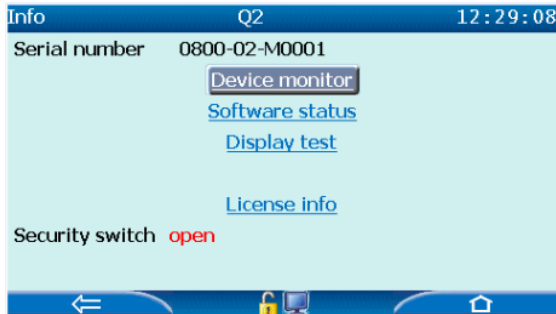 Info Q2 12:29:08
Serial number 0800-02-M0001
Device monitor
Software status
Display test
License info
Security switch open